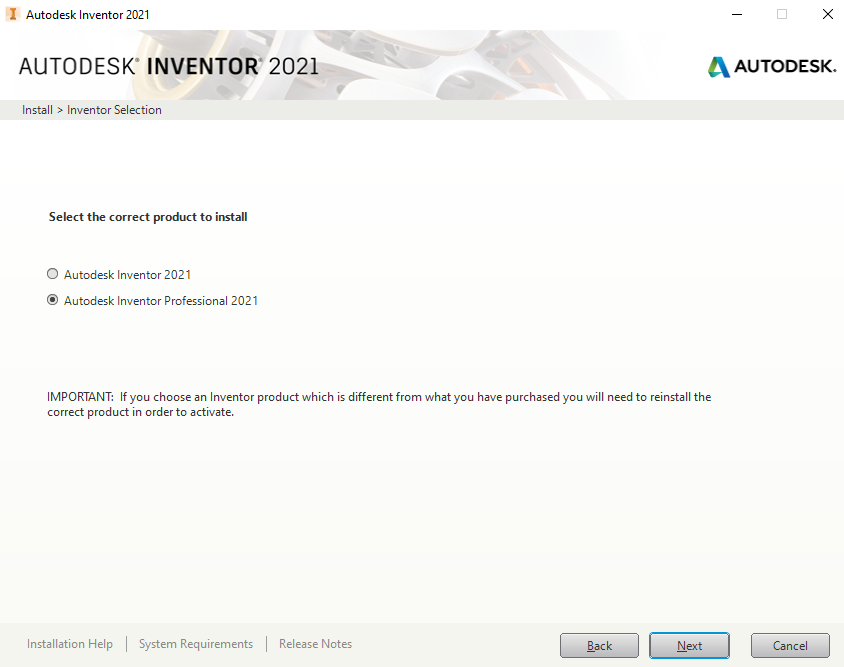 Autodesk Inventor 2021
AUTODESK® INVENTOR® 2021
AUTODESK.
Install > Inventor Selection
Select the correct product to install
Autodesk Inventor 2021
Autodesk Inventor Professional 2021
IMPORTANT:  If you choose an Inventor product which is different from what you have purchased you will need to reinstall the
correct product in order to activate.
Installation Help
System Requirements
Release Notes
Back
Next
Cancel